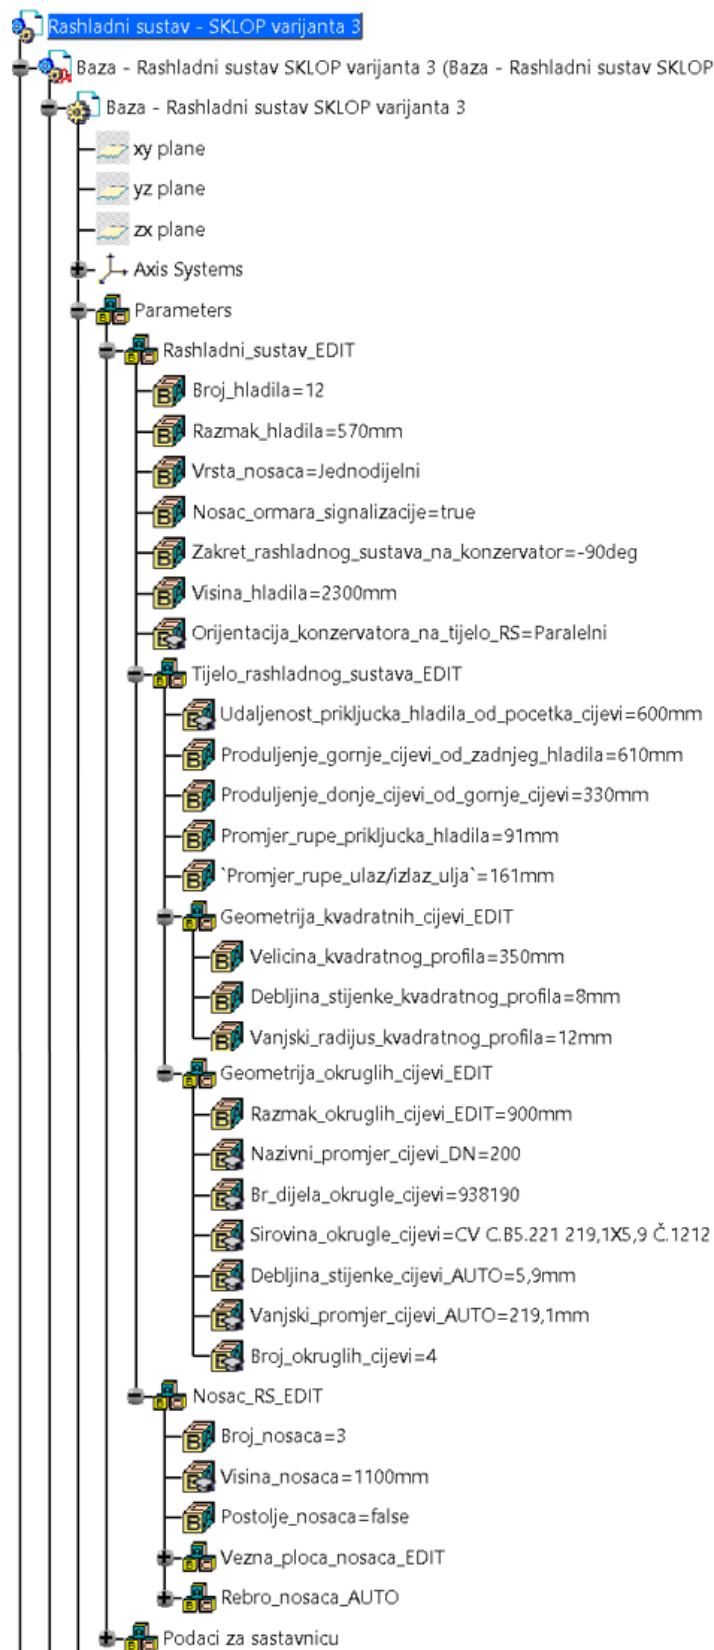 Rashladni sustav - SKLOP varijanta 3
Baza - Rashladni sustav SKLOP varijanta 3 (Baza - Rashladni sustav SKLOP
Baza - Rashladni sustav SKLOP varijanta 3
xy plane
yz plane
zx plane
Axis Systems
Parameters
Rashladni_sustav_EDIT
Broj_hladila=12
Razmak_hladila=570mm
Vrsta_nosaca=Jednodijelni
Nosac_ormara_signalizacije=true
Zakret_rashladnog_sustava_na_konzervator=-90deg
Visina_hladila=2300mm
Orijentacija_konzervatora_na_tijelo_RS=Paralelni
Tijelo_rashladnog_sustava_EDIT
Udaljenost_prikljucka_hladila_od_pocetka_cijevi=600mm
Produljenje_gornje_cijevi_od_zadnjeg_hladila=610mm
Produljenje_donje_cijevi_od_gornje_cijevi=330mm
Promjer_rupe_prikljucka_hladila=91mm
`Promjer_rupe_ulaz/izlaz_ulja`=161mm
Geometrija_kvadratnih_cijevi_EDIT
Velicina_kvadratnog_profila=350mm
Debljina_stijenke_kvadratnog_profila=8mm
Vanjski_radijus_kvadratnog_profila=12mm
Geometrija_okruglih_cijevi_EDIT
Razmak_okruglih_cijevi_EDIT=900mm
Nazivni_promjer_cijevi_DN=200
Br_dijela_okrugle_cijevi=938190
Sirovina_okrugle_cijevi=CV C.B5.221 219,1X5,9 Č.1212
Debljina_stijenke_cijevi_AUTO=5,9mm
Vanjski_promjer_cijevi_AUTO=219,1mm
Broj_okruglih_cijevi=4
Nosac_RS_EDIT
Broj_nosaca=3
Visina_nosaca=1100mm
Postolje_nosaca=false
Vezna_ploca_nosaca_EDIT
Rebro_nosaca_AUTO
Podaci za sastavnicu